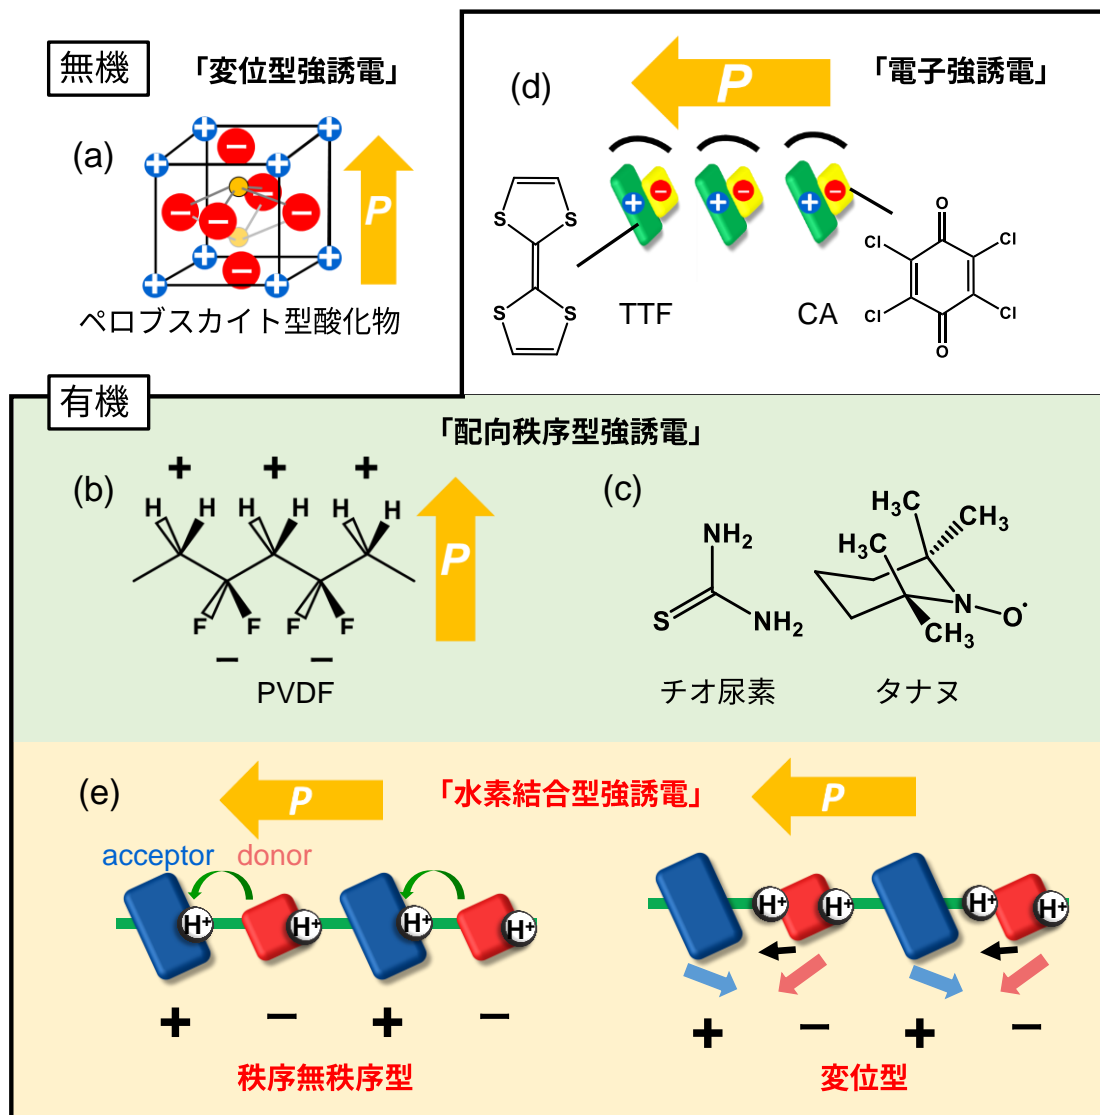 無機
「変位型強誘電」
(a)
P
ペロブスカイト型酸化物
(d)
P
「電子強誘電」
S S
S S
TTF
CA
O
Cl Cl
Cl Cl
O
有機
「配向秩序型強誘電」
(b)
+ + +
H H H H H H
F F F F
− −
PVDF
P
(c)
NH2
S NH2
チオ尿素
H3C CH3
H3C
N O·
CH3
タナヌ
(e)
P
「水素結合型強誘電」
P
acceptor donor
H+ H+ H+ H+
+ − + −
秩序無秩序型
H+ H+ H+ H+
+ − + −
変位型